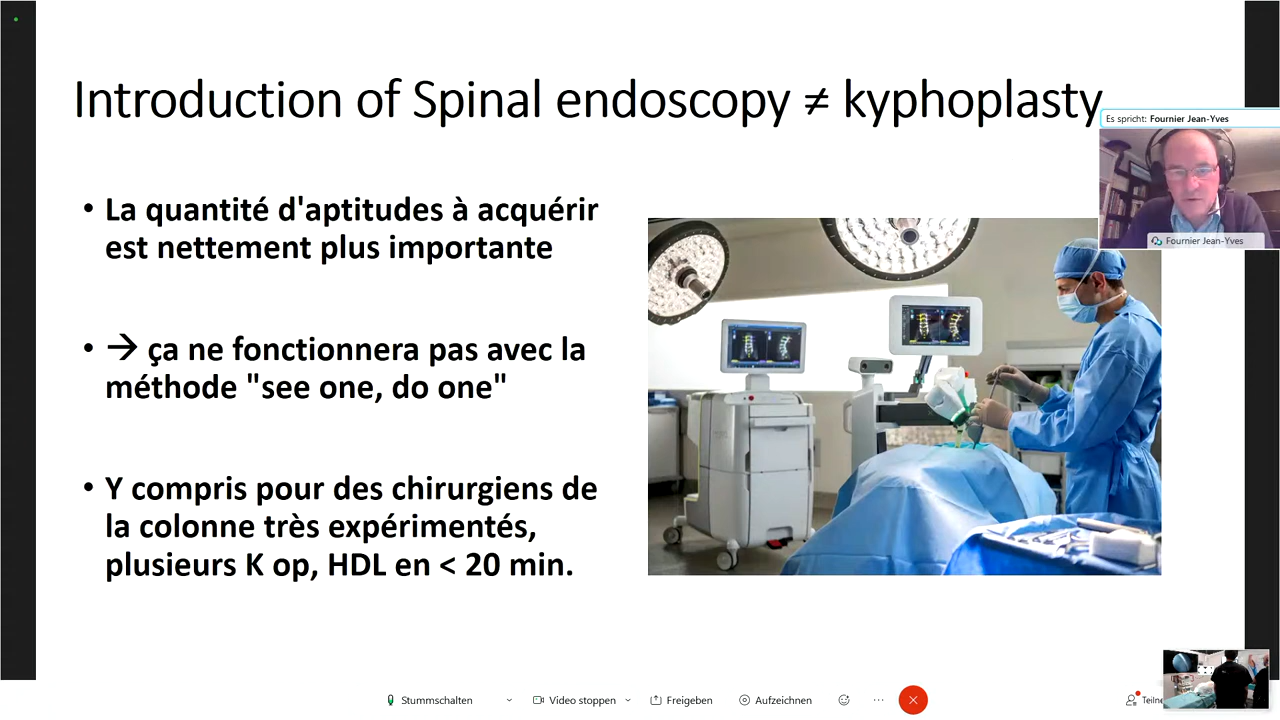 Introduction of Spinal endoscopy ≠ kyphoplasty
Es spricht: Fournier Jean-Yves
Fournier Jean-Yves
• La quantité d'aptitudes à acquérir
est nettement plus importante
• → ça ne fonctionnera pas avec la
méthode "see one, do one"
• Y compris pour des chirurgiens de
la colonne très expérimentés,
plusieurs K op, HDL en < 20 min.
Stummschalten
Video stoppen
Freigeben
Aufzeichnen